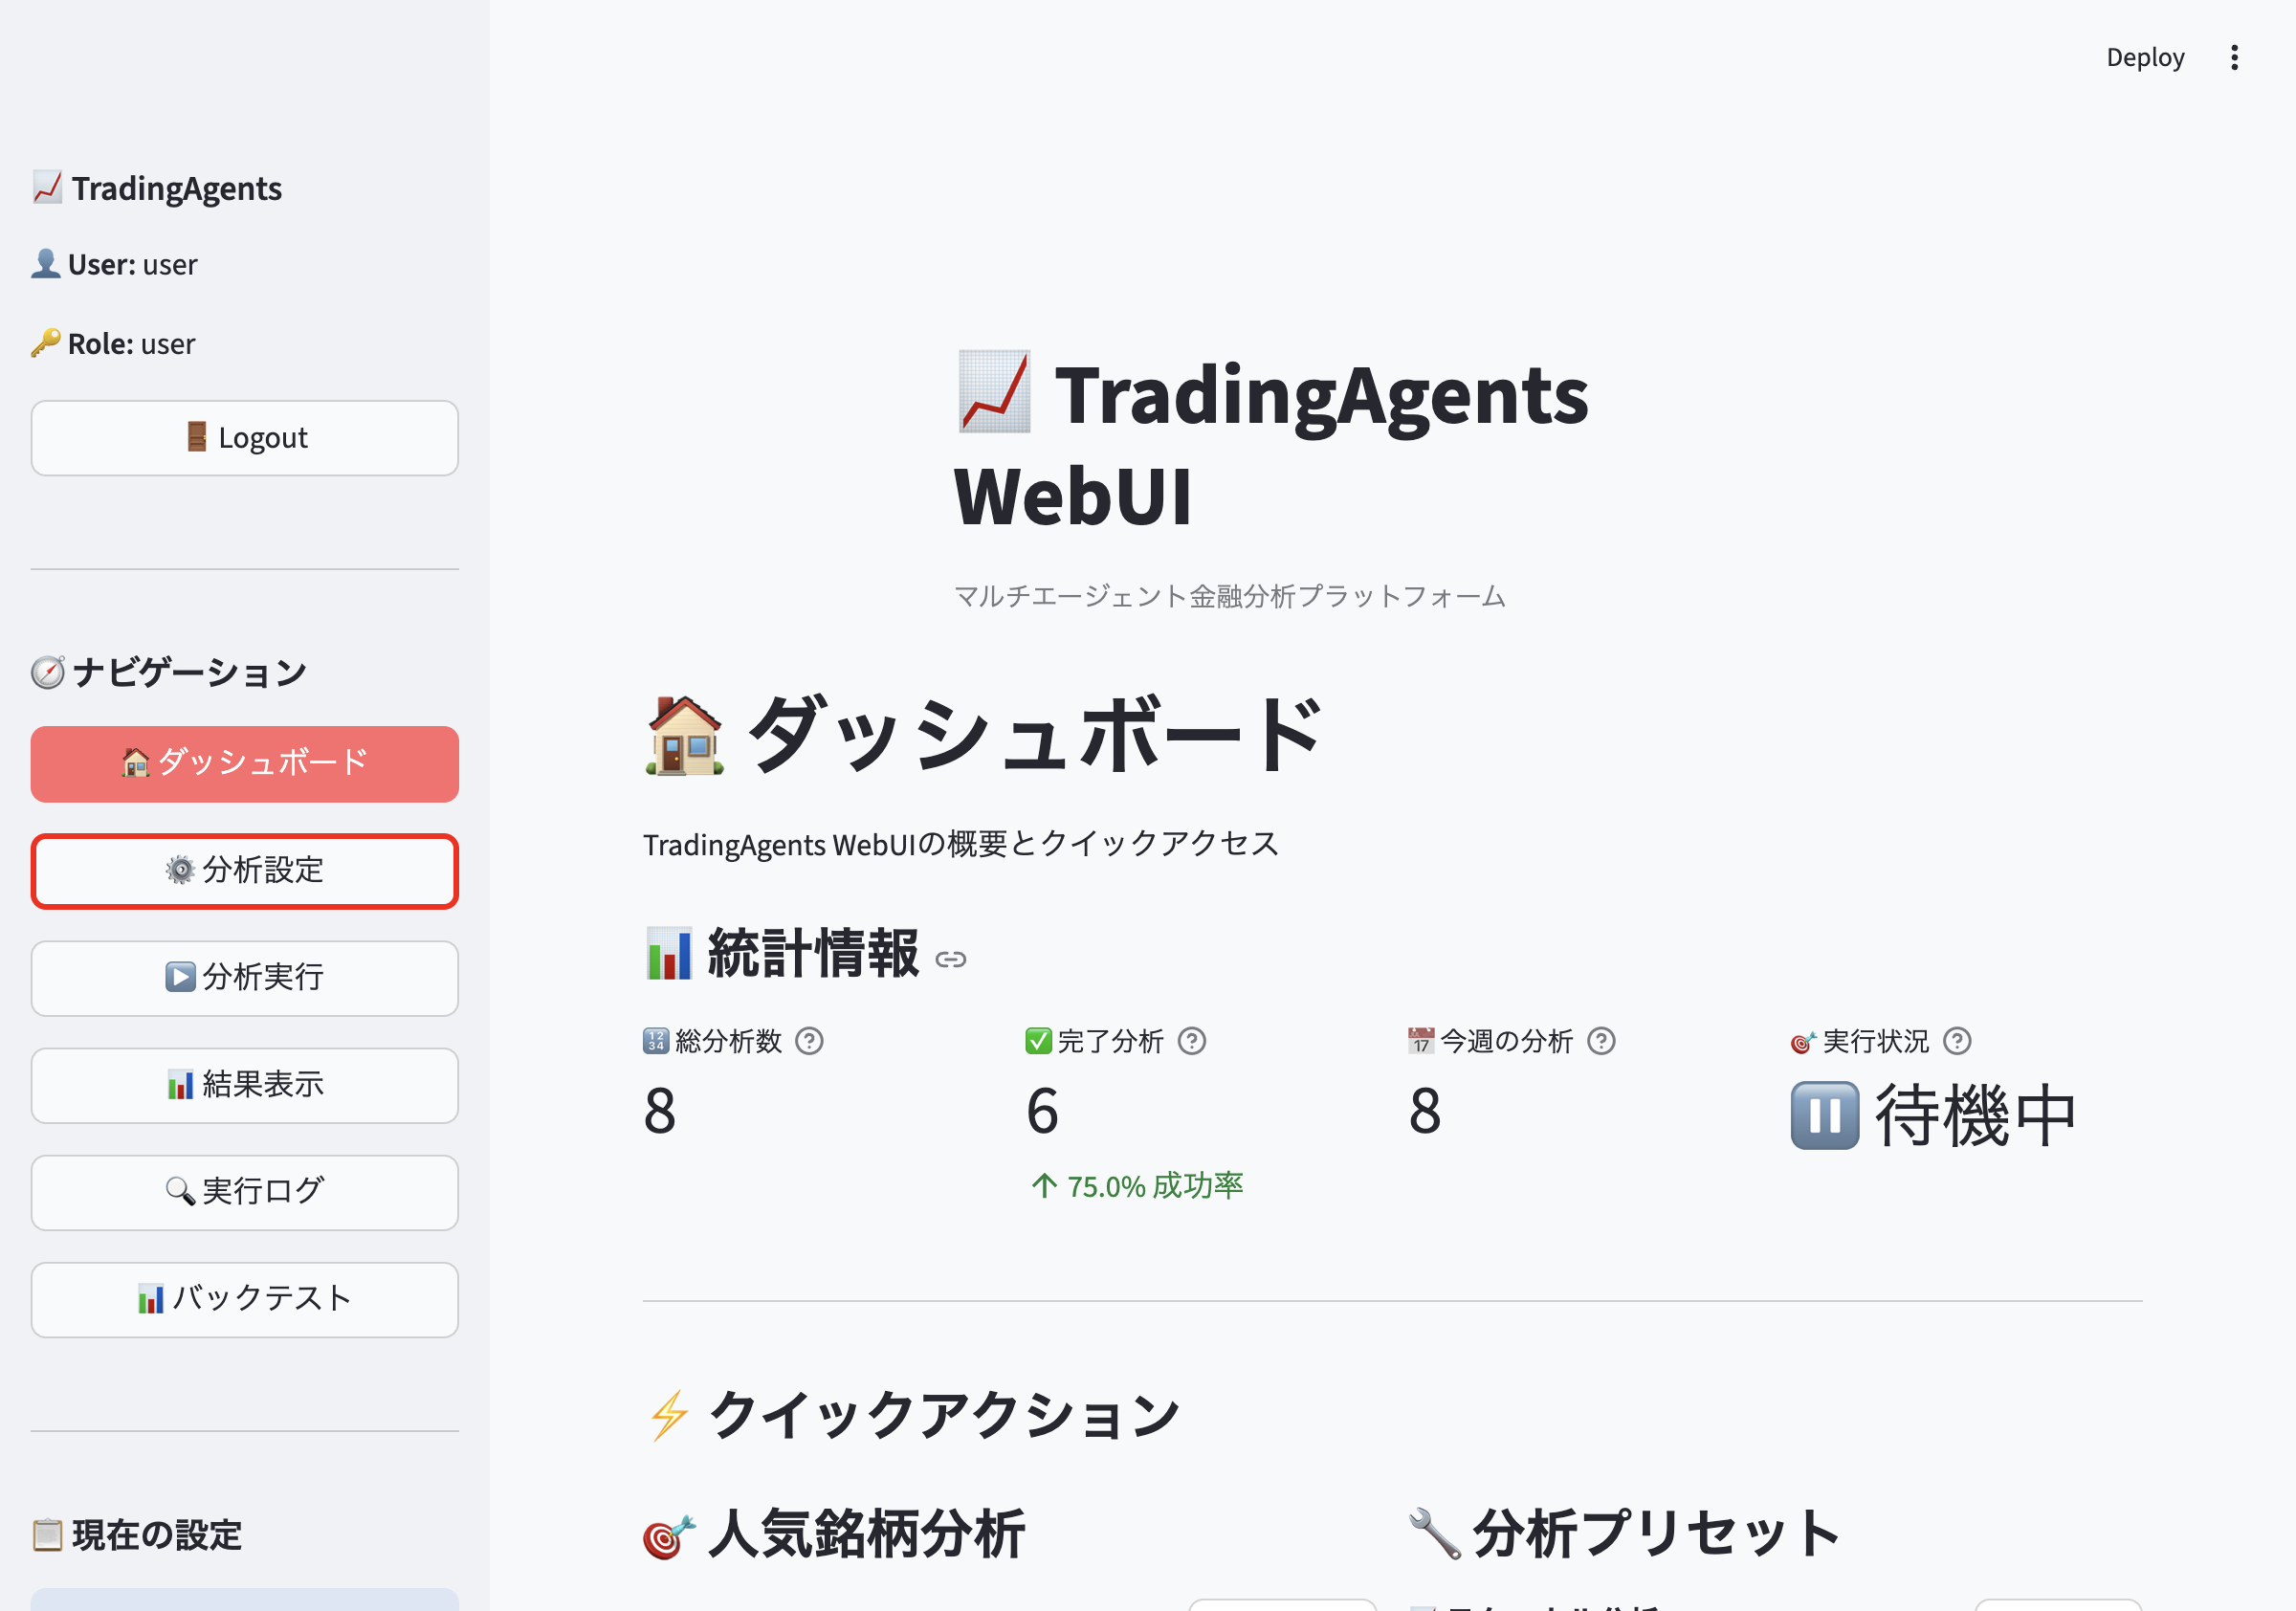 Deploy
TradingAgents
User: user
Role: user
Logout
ナビゲーション
ダッシュボード
分析設定
分析実行
結果表示
実行ログ
バックテスト
現在の設定
TradingAgents
WebUI
マルチエージェント金融分析プラットフォーム
ダッシュボード
TradingAgents WebUIの概要とクイックアクセス
統計情報
総分析数
8
完了分析
6
↑ 75.0% 成功率
今週の分析
8
実行状況
待機中
クイックアクション
人気銘柄分析
分析プリセット